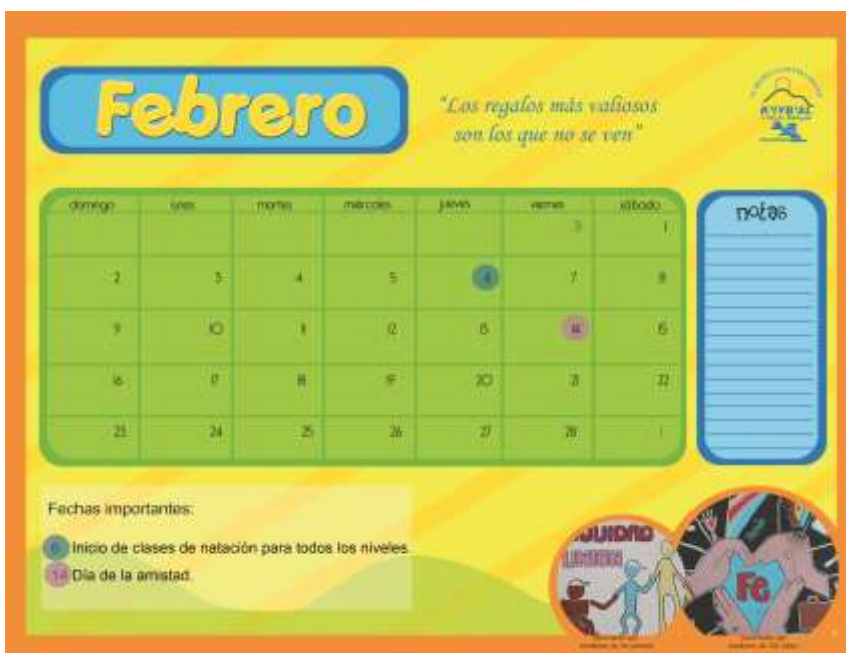 Febrero
"Los regalos más valiosos
son los que no se ven"
domingo lunes martes miércoles jueves viernes sábado
1
2 3 4 5 6 7 8
9 10 11 12 13 14 15
16 17 18 19 20 21 22
23 24 25 26 27 28 1
notas
Fechas importantes:
6 Inicio de clases de natación para todos los niveles.
14 Día de la amistad.
UNION
Fe